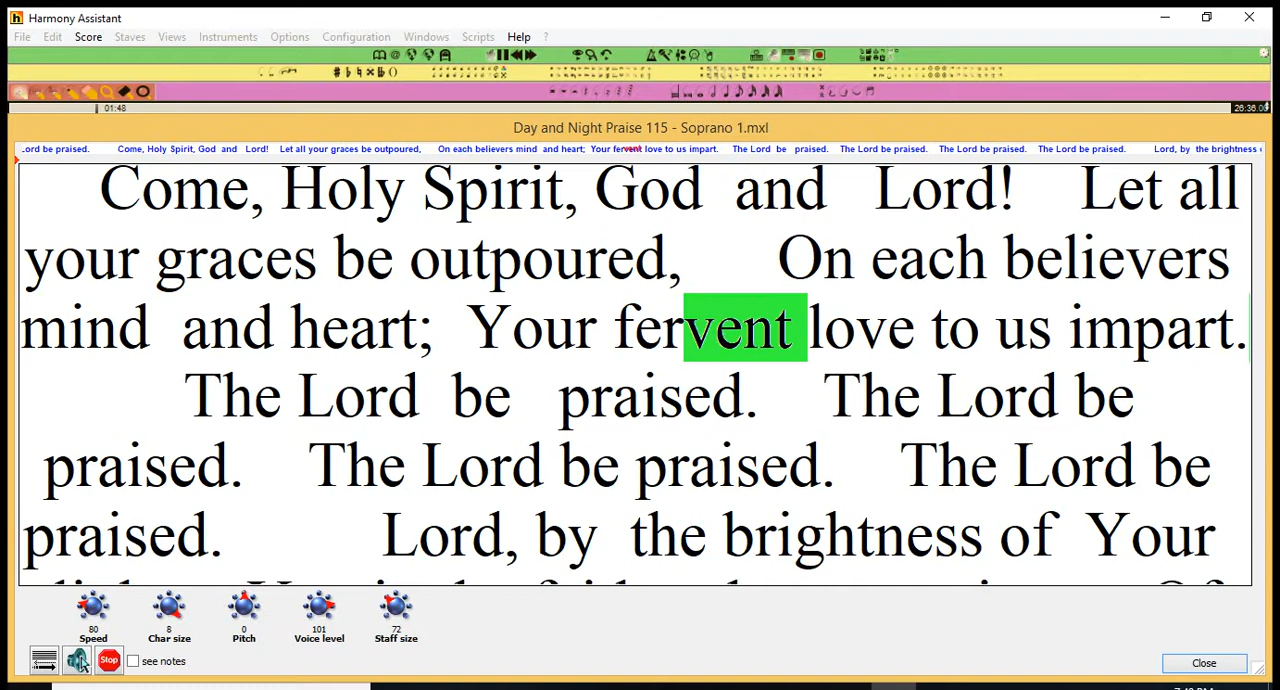 Harmony Assistant
File Edit Score Staves Views Instruments Options Configuration Windows Scripts Help ?
01:48
26:36.00
Day and Night Praise 115 - Soprano 1.mxl
Lord be praised. Come, Holy Spirit, God and Lord! Let all your graces be outpoured, On each believers mind and heart; Your fervent love to us impart. The Lord be praised. The Lord be praised. The Lord be praised. The Lord be praised. Lord, by the brightness
Come, Holy Spirit, God and Lord! Let all
your graces be outpoured, On each believers
mind and heart; Your fervent love to us impart.
The Lord be praised. The Lord be
praised. The Lord be praised. The Lord be
praised. Lord, by the brightness of Your
80 8 0 101 72
Speed Char size Pitch Voice level Staff size
Stop see notes
Close